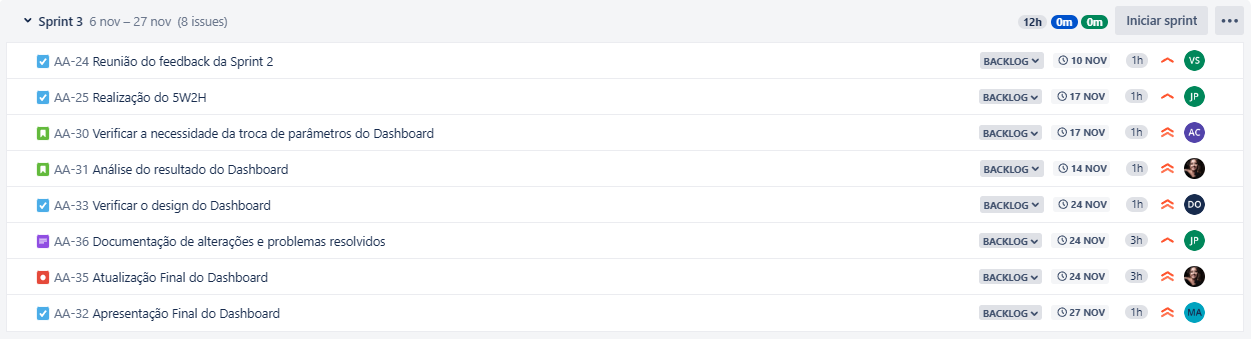 Sprint 3 6 nov – 27 nov (8 issues) 12h 0m 0m Iniciar sprint
AA-24 Reunião do feedback da Sprint 2 BACKLOG 10 NOV 1h VS
AA-25 Realização do 5W2H BACKLOG 17 NOV 1h JP
AA-30 Verificar a necessidade da troca de parâmetros do Dashboard BACKLOG 17 NOV 1h AC
AA-31 Análise do resultado do Dashboard BACKLOG 14 NOV 1h
AA-33 Verificar o design do Dashboard BACKLOG 24 NOV 1h DO
AA-36 Documentação de alterações e problemas resolvidos BACKLOG 24 NOV 3h JP
AA-35 Atualização Final do Dashboard BACKLOG 24 NOV 3h
AA-32 Apresentação Final do Dashboard BACKLOG 27 NOV 1h MA